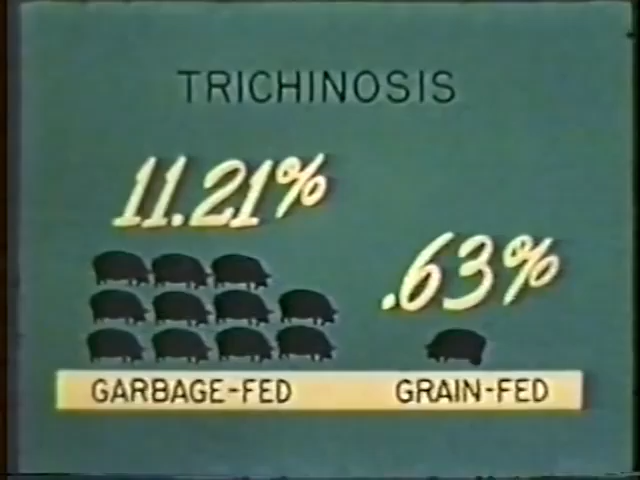 TRICHINOSIS
11.21%
.63%
GARBAGE-FED
GRAIN-FED